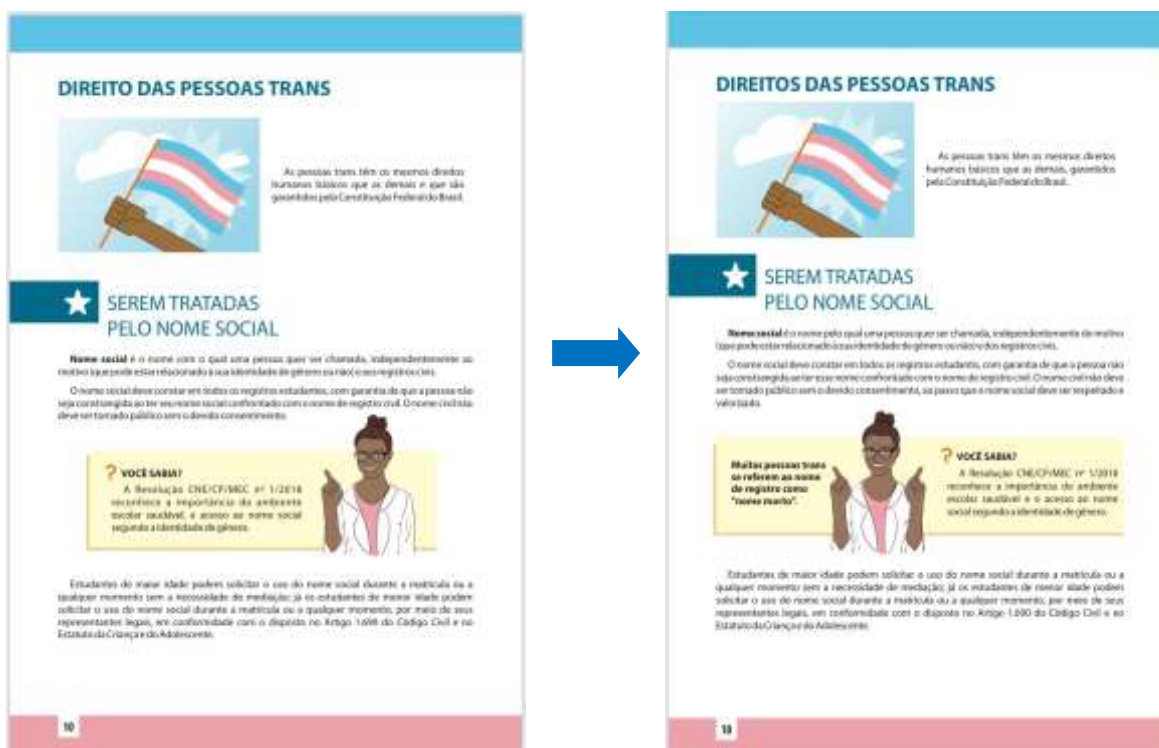 DIREITO DAS PESSOAS TRANS
As pessoas trans têm os mesmos direitos
humanos básicos que as demais e que são
garantidos pela Constituição Federal do Brasil.
SEREM TRATADAS
PELO NOME SOCIAL
Nome social é o nome com o qual uma pessoa quer ser chamada, independentemente ao
motivo (que pode estar relacionado à sua identidade de gênero ou não) e aos registros civis.
O nome social deve constar em todos os registros estudantes, com garantia de que a pessoa não
seja constrangida ao ter seu nome social confrontado com o nome de registro civil. O nome civil não
deve ser tornado público sem o devido consentimento.
? VOCÊ SABIA?
A Resolução CNE/CP/MEC nº 1/2018
reconhece a importância do ambiente
escolar saudável, e acesso ao nome social
segundo a identidade de gênero.
Estudantes de maior idade podem solicitar o uso do nome social durante a matrícula ou a
qualquer momento sem a necessidade de mediação; já os estudantes de menor idade podem
solicitar o uso do nome social durante a matrícula ou a qualquer momento, por meio de seus
representantes legais, em conformidade com o disposto no Artigo 1.690 do Código Civil e no
Estatuto da Criança e do Adolescente.
10
DIREITOS DAS PESSOAS TRANS
As pessoas trans têm os mesmos direitos
humanos básicos que as demais, garantidos
pela Constituição Federal do Brasil.
SEREM TRATADAS
PELO NOME SOCIAL
Nome social é o nome pelo qual uma pessoa quer ser chamada, independentemente do motivo
(que pode estar relacionado à sua identidade de gênero ou não) e dos registros civis.
O nome social deve constar em todos os registros estudantes, com garantia de que a pessoa não
seja constrangida ao ter esse nome confrontado com o nome de registro civil. O nome civil não deve
ser tornado público sem o devido consentimento, ao passo que o nome social deve ser respeitado e
valorizado.
Muitas pessoas trans
se referem ao nome
de registro como
"nome morto".
? VOCÊ SABIA?
A Resolução CNE/CP/MEC nº 1/2018
reconhece a importância do ambiente
escolar saudável e o acesso ao nome
social segundo a identidade de gênero.
Estudantes de maior idade podem solicitar o uso do nome social durante a matrícula ou a
qualquer momento sem a necessidade de mediação; já os estudantes de menor idade podem
solicitar o uso do nome social durante a matrícula ou a qualquer momento, por meio de seus
representantes legais, em conformidade com o disposto no Artigo 1.690 do Código Civil e no
Estatuto da Criança e do Adolescente.